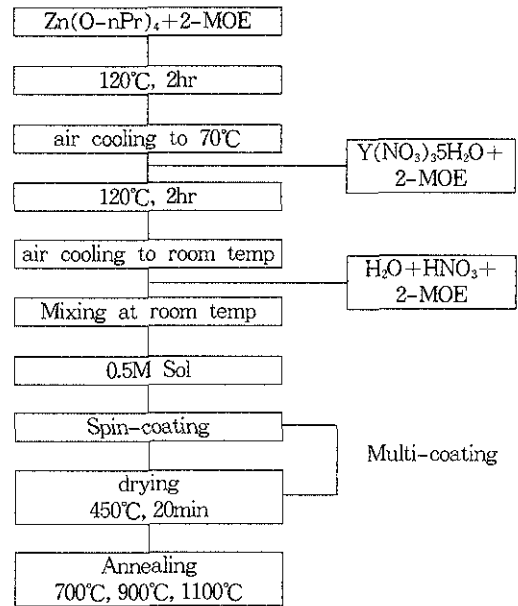 Zn(O-nPr)₄+2-MOE
120℃, 2hr
air cooling to 70℃
Y(NO₃)₃5H₂O+
2-MOE
120℃, 2hr
air cooling to room temp
H₂O+HNO₃+
2-MOE
Mixing at room temp
0.5M Sol
Spin-coating
Multi-coating
drying
450℃, 20min
Annealing
700℃, 900℃, 1100℃